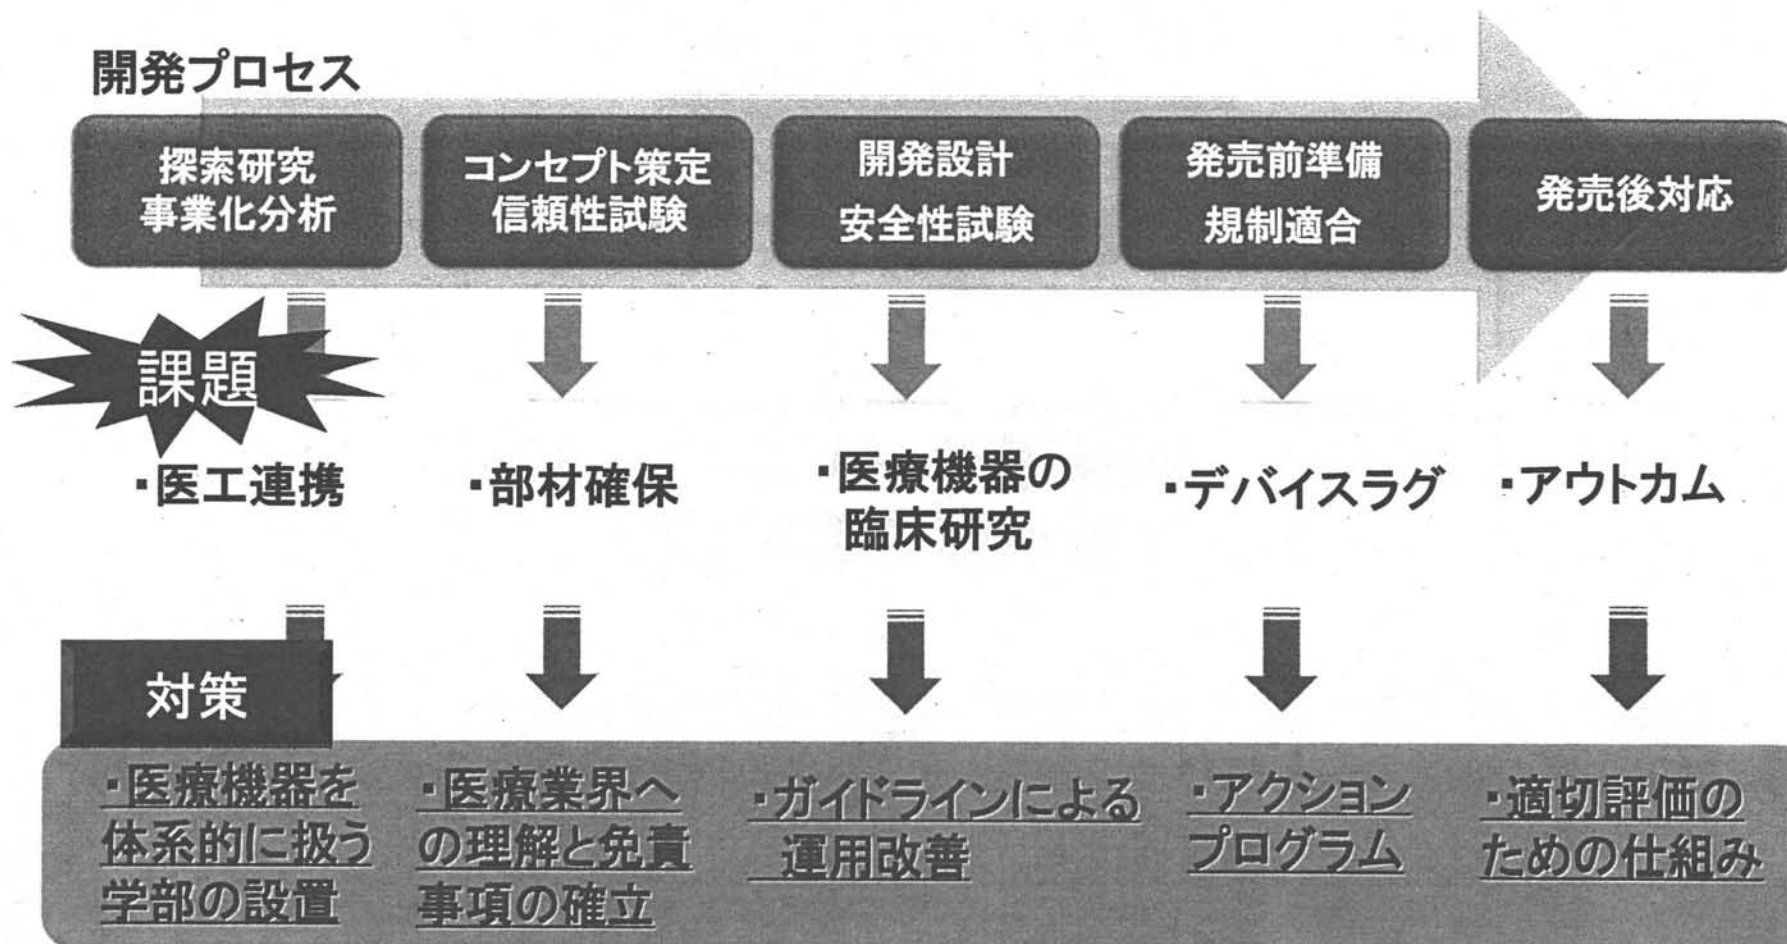 開発プロセス
探索研究
事業化分析
コンセプト策定
信頼性試験
開発設計
安全性試験
発売前準備
規制適合
発売後対応
課題
・医工連携
・部材確保
・医療機器の
臨床研究
・デバイスラグ
・アウトカム
対策
・医療機器を
体系的に扱う
学部の設置
・医療業界へ
の理解と免責
事項の確立
・ガイドラインによる
運用改善
・アクション
プログラム
・適切評価の
ための仕組み